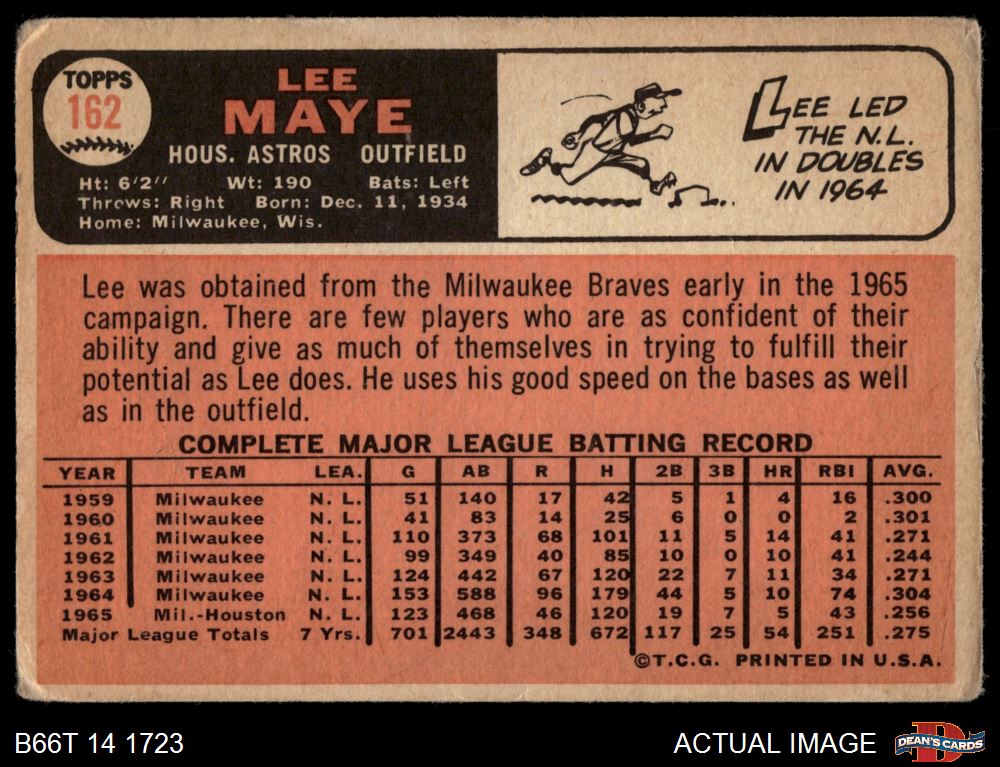 TOPPS
162
LEE
MAYE
HOUS. ASTROS OUTFIELD
Ht: 6'2" Wt: 190 Bats: Left
Throws: Right Born: Dec. 11, 1934
Home: Milwaukee, Wis.
LEE LED
THE N.L.
IN DOUBLES
IN 1964
Lee was obtained from the Milwaukee Braves early in the 1965
campaign. There are few players who are as confident of their
ability and give as much of themselves in trying to fulfill their
potential as Lee does. He uses his good speed on the bases as well
as in the outfield.
COMPLETE MAJOR LEAGUE BATTING RECORD
YEAR TEAM LEA. G AB R H 2B 3B HR RBI AVG.
1959 Milwaukee N. L. 51 140 17 42 5 1 4 16 .300
1960 Milwaukee N. L. 41 83 14 25 6 0 0 2 .301
1961 Milwaukee N. L. 110 373 68 101 11 5 14 41 .271
1962 Milwaukee N. L. 99 349 40 85 10 0 10 41 .244
1963 Milwaukee N. L. 124 442 67 120 22 7 11 34 .271
1964 Milwaukee N. L. 153 588 96 179 44 5 10 74 .304
1965 Mil.-Houston N. L. 123 468 46 120 19 7 5 43 .256
Major League Totals 7 Yrs. 701 2443 348 672 117 25 54 251 .275
©T.C.G. PRINTED IN U.S.A.
B66T 14 1723
ACTUAL IMAGE
D
DEAN'S CARDS